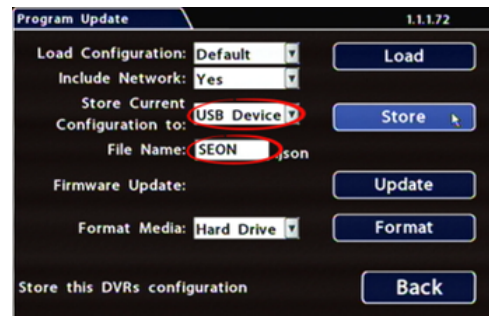 Program Update 1.1.1.72
Load Configuration: Default Load
Include Network: Yes
Store Current
Configuration to: USB Device Store
File Name: SEON .json
Firmware Update: Update
Format Media: Hard Drive Format
Store this DVRs configuration Back